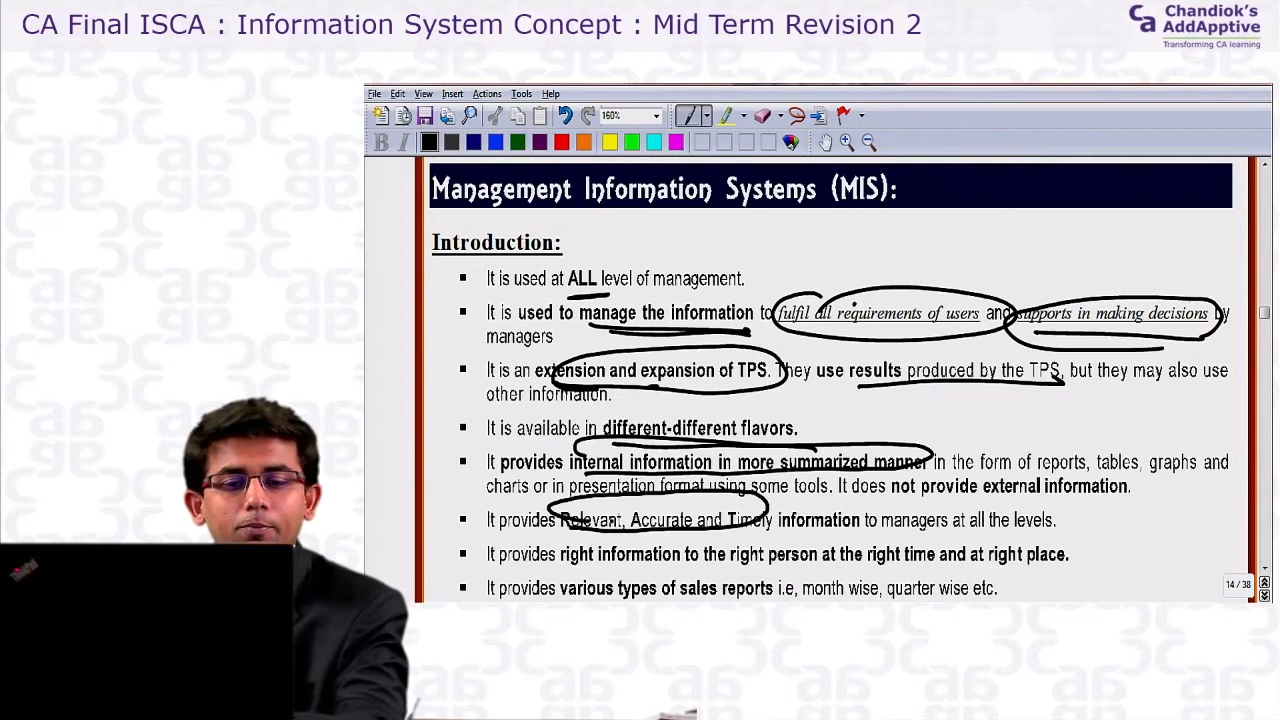 CA Final ISCA : Information System Concept : Mid Term Revision 2
Ca
Chandiok's
AddApptive
Transforming CA learning
File Edit View Insert Actions Tools Help
160%
B I
Management Information Systems (MIS):
Introduction:
▪ It is used at ALL level of management.
▪ It is used to manage the information to fulfil all requirements of users and supports in making decisions by
managers
▪ It is an extension and expansion of TPS. They use results produced by the TPS, but they may also use
other information.
▪ It is available in different-different flavors.
▪ It provides internal information in more summarized manner in the form of reports, tables, graphs and
charts or in presentation format using some tools. It does not provide external information.
▪ It provides Relevant, Accurate and Timely information to managers at all the levels.
▪ It provides right information to the right person at the right time and at right place.
▪ It provides various types of sales reports i.e, month wise, quarter wise etc.
14 / 38